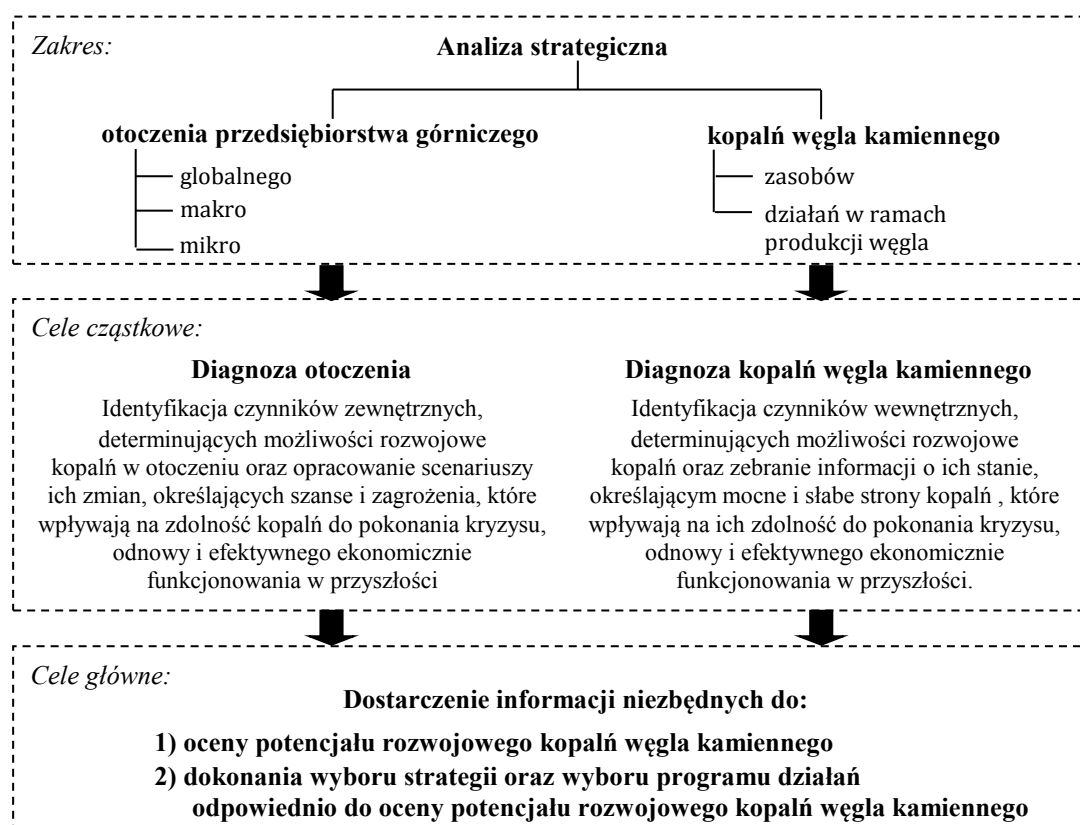 Zakres:
Analiza strategiczna
otoczenia przedsiębiorstwa górniczego
globalnego
makro
mikro
kopalń węgla kamiennego
zasobów
działań w ramach
produkcji węgla
Cele cząstkowe:
Diagnoza otoczenia
Identyfikacja czynników zewnętrznych,
determinujących możliwości rozwojowe
kopalń w otoczeniu oraz opracowanie scenariuszy
ich zmian, określających szanse i zagrożenia, które
wpływają na zdolność kopalń do pokonania kryzysu,
odnowy i efektywnego ekonomicznie
funkcjonowania w przyszłości
Diagnoza kopalń węgla kamiennego
Identyfikacja czynników wewnętrznych,
determinujących możliwości rozwojowe
kopalń oraz zebranie informacji o ich stanie,
określającym mocne i słabe strony kopalń , które
wpływają na ich zdolność do pokonania kryzysu,
odnowy i efektywnego ekonomicznie
funkcjonowania w przyszłości.
Cele główne:
Dostarczenie informacji niezbędnych do:
1) oceny potencjału rozwojowego kopalń węgla kamiennego
2) dokonania wyboru strategii oraz wyboru programu działań
odpowiednio do oceny potencjału rozwojowego kopalń węgla kamiennego